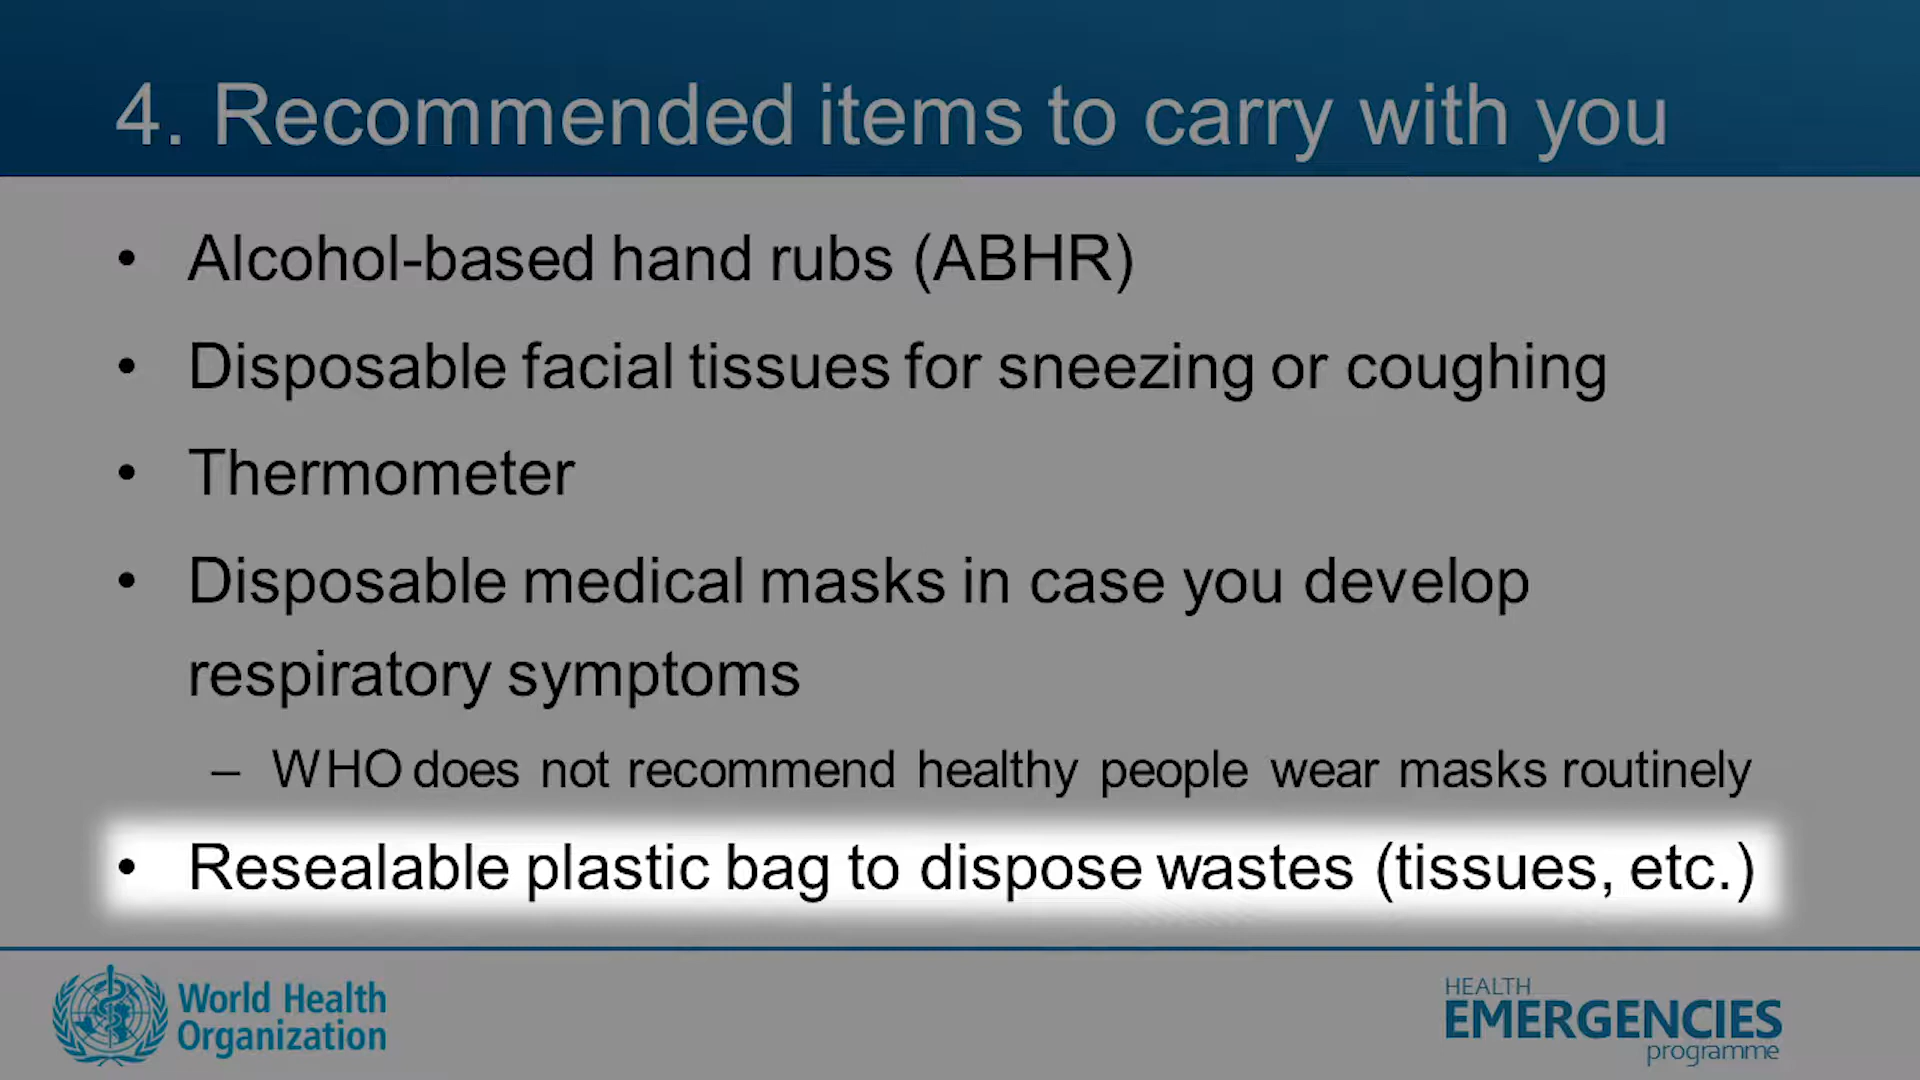 4. Recommended items to carry with you
• Alcohol-based hand rubs (ABHR)
• Disposable facial tissues for sneezing or coughing
• Thermometer
• Disposable medical masks in case you develop
respiratory symptoms
– WHO does not recommend healthy people wear masks routinely
• Resealable plastic bag to dispose wastes (tissues, etc.)
World Health
Organization
HEALTH
EMERGENCIES
programme